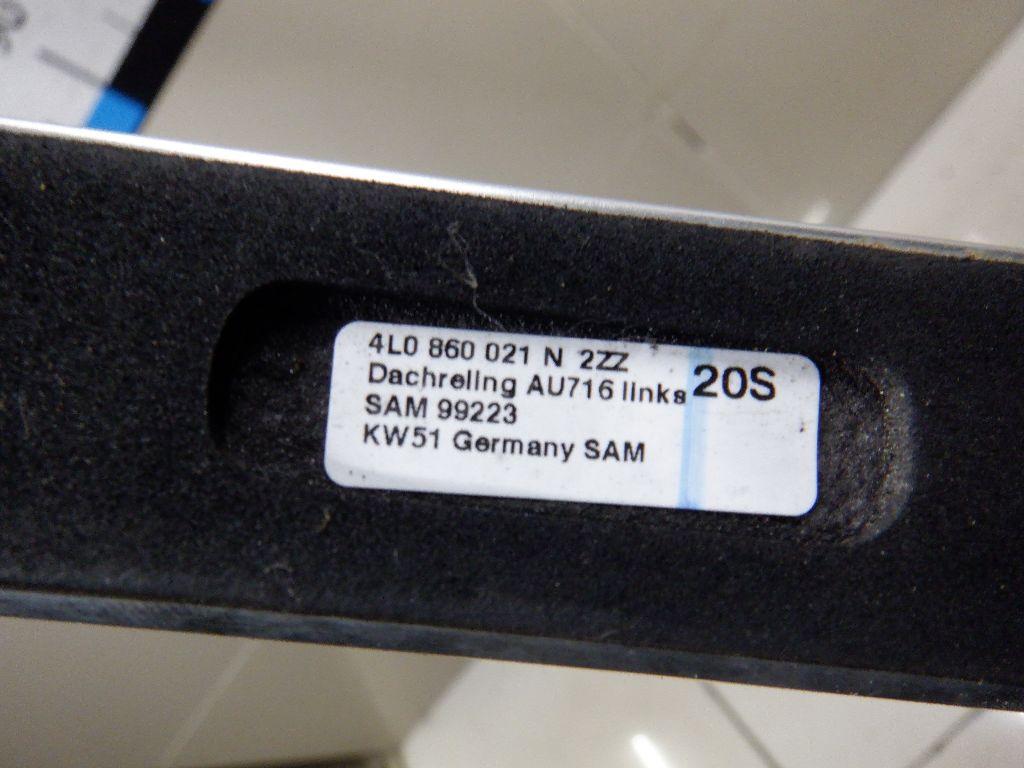 4L0 860 021 N 2ZZ
Dachreling AU716 links 20S
SAM 99223
KW51 Germany SAM